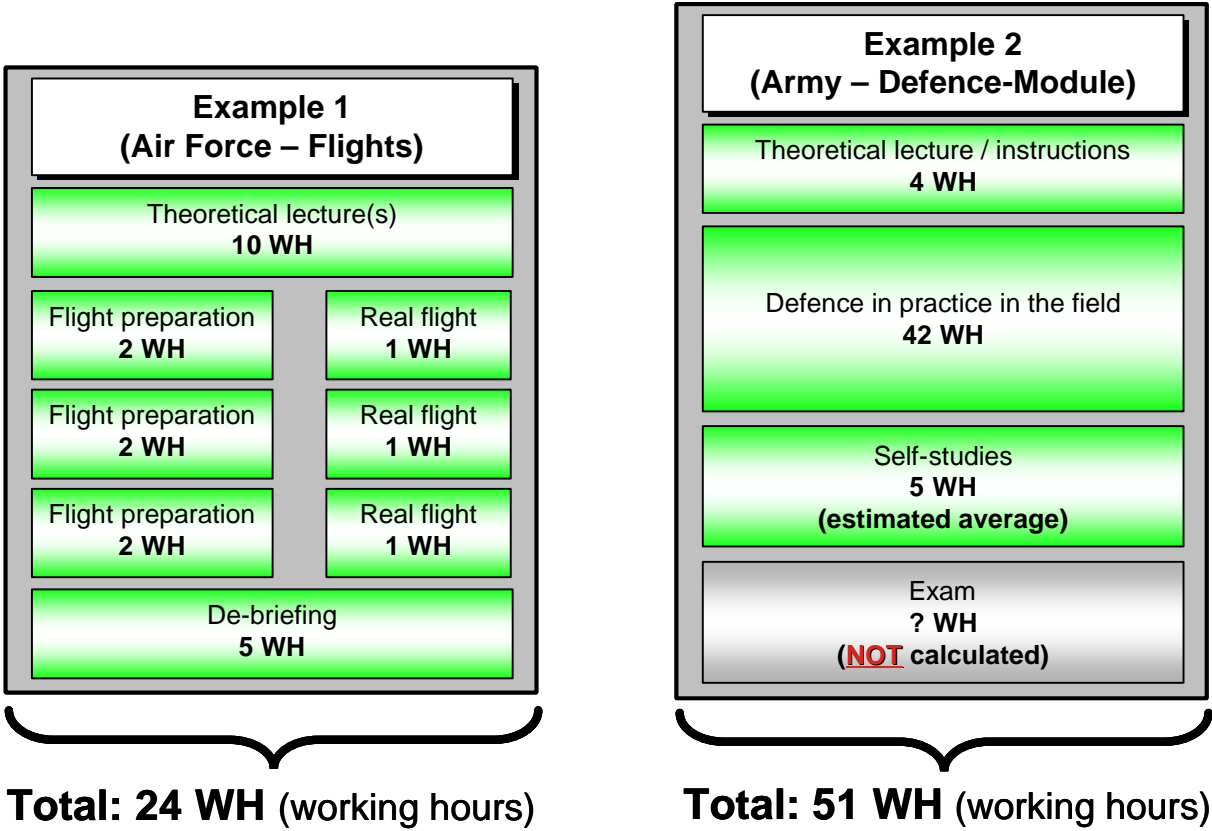 Example 1
(Air Force – Flights)
Theoretical lecture(s)
10 WH
Flight preparation
2 WH
Real flight
1 WH
Flight preparation
2 WH
Real flight
1 WH
Flight preparation
2 WH
Real flight
1 WH
De-briefing
5 WH
Total: 24 WH (working hours)
Example 2
(Army – Defence-Module)
Theoretical lecture / instructions
4 WH
Defence in practice in the field
42 WH
Self-studies
5 WH
(estimated average)
Exam
? WH
(NOT calculated)
Total: 51 WH (working hours)